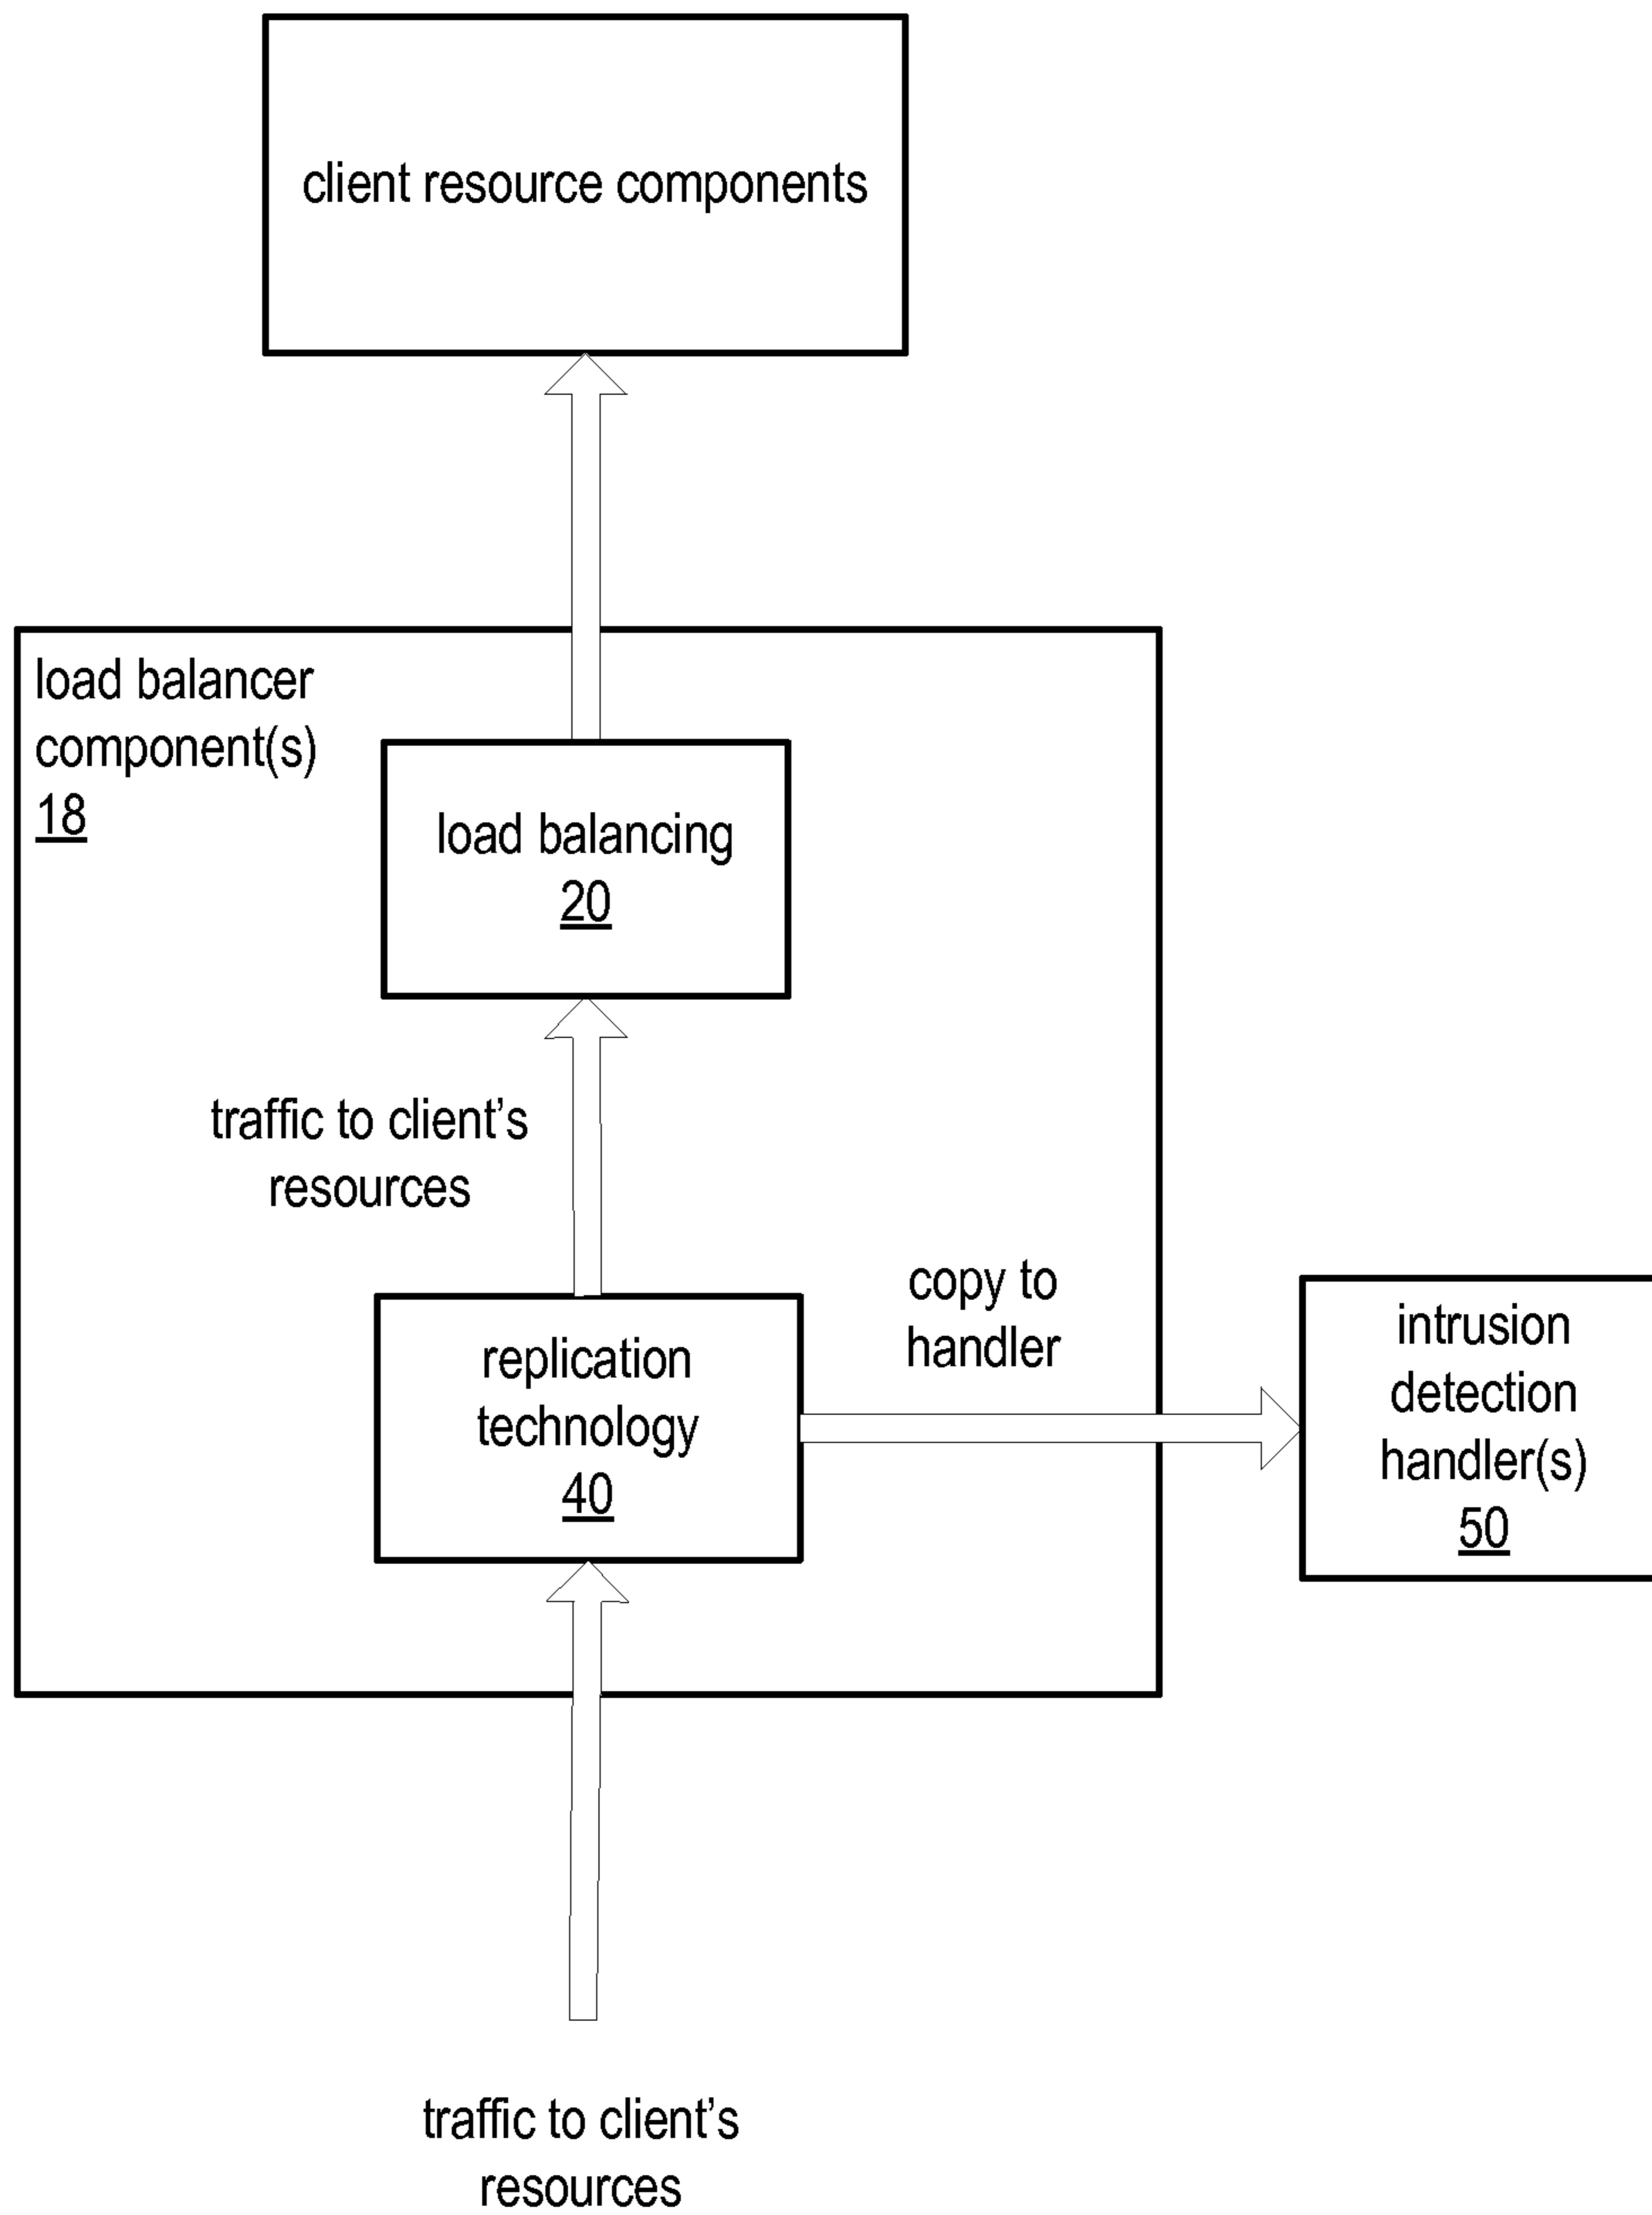 client resource components
load balancer
component(s)
18
load balancing
20
traffic to client’s
resources
copy to
handler
replication
technology
40
intrusion
detection
handler(s)
50
traffic to client’s
resources